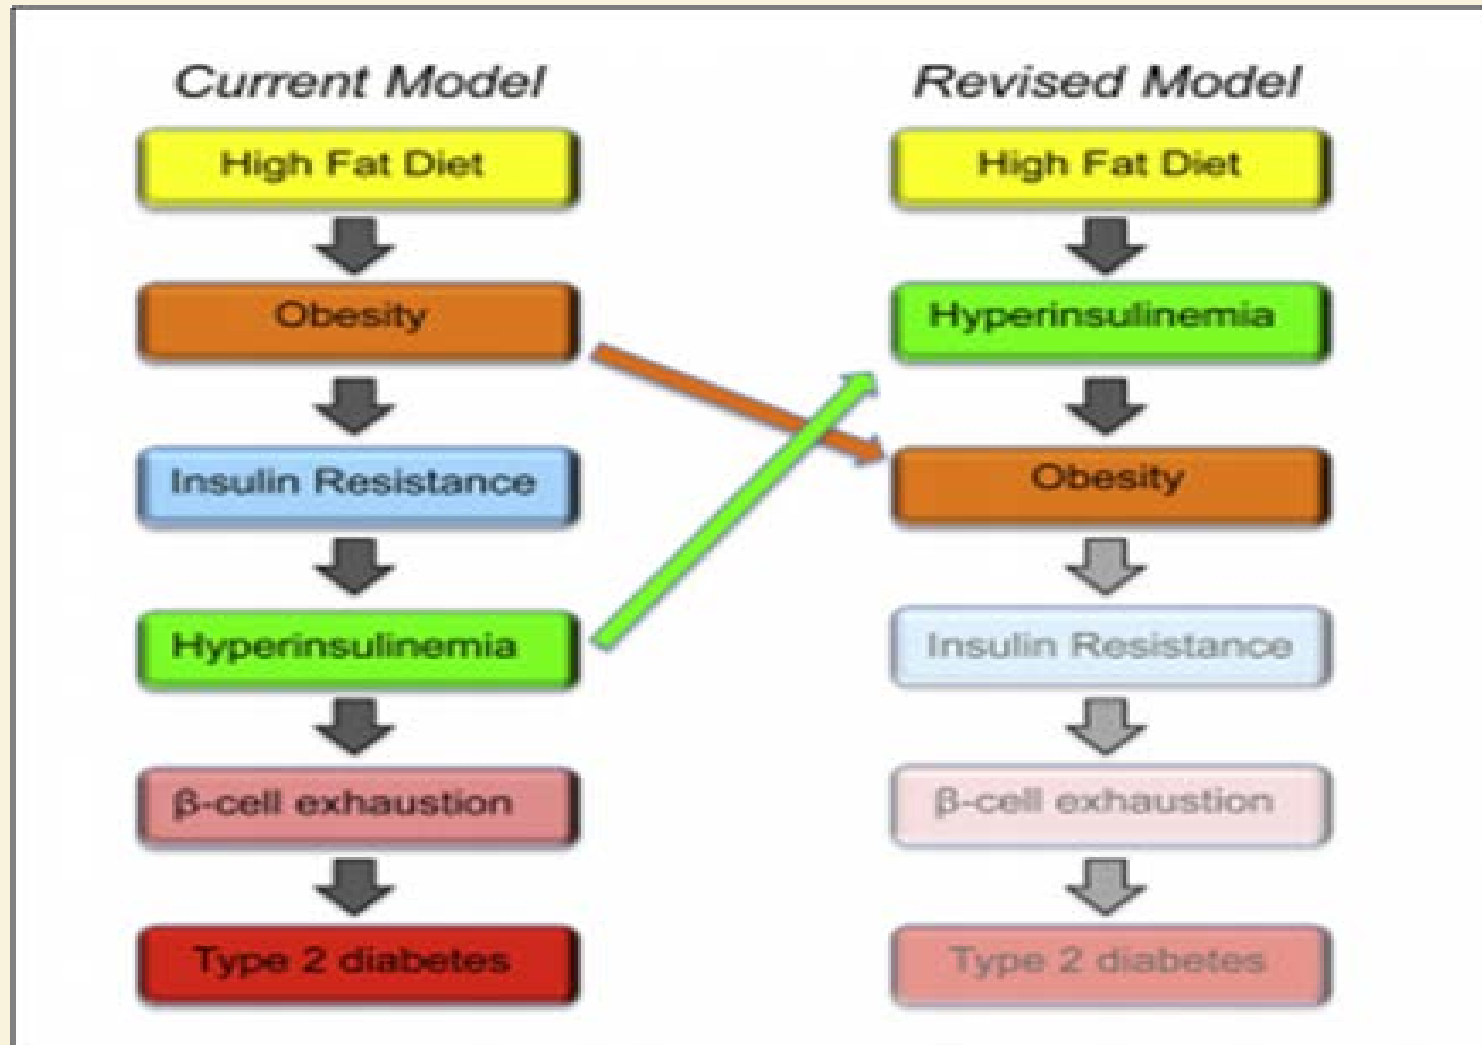 Current Model
High Fat Diet
Obesity
Insulin Resistance
Hyperinsulinemia
β-cell exhaustion
Type 2 diabetes
Revised Model
High Fat Diet
Hyperinsulinemia
Obesity
Insulin Resistance
β-cell exhaustion
Type 2 diabetes